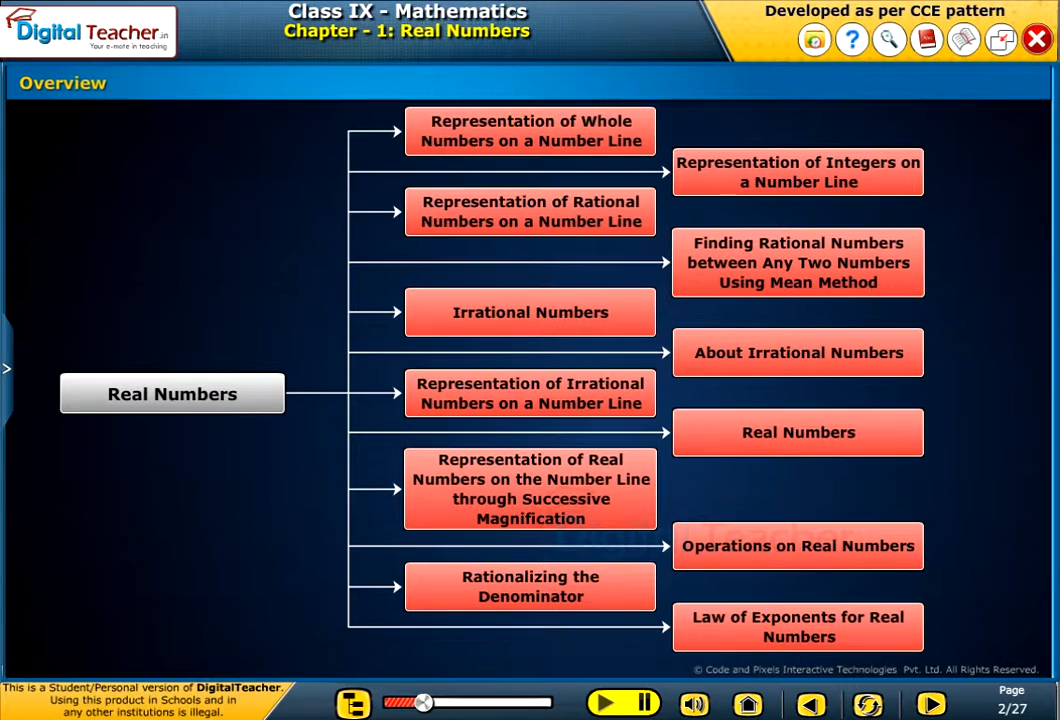 Digital Teacher.in
Your e-mate in teaching
Class IX - Mathematics
Chapter - 1: Real Numbers
Developed as per CCE pattern
Overview
Representation of Whole
Numbers on a Number Line
Representation of Integers on
a Number Line
Representation of Rational
Numbers on a Number Line
Finding Rational Numbers
between Any Two Numbers
Using Mean Method
Irrational Numbers
About Irrational Numbers
Real Numbers
Representation of Irrational
Numbers on a Number Line
Real Numbers
Representation of Real
Numbers on the Number Line
through Successive
Magnification
Digital Teacher
Operations on Real Numbers
Rationalizing the
Denominator
Law of Exponents for Real
Numbers
© Code and Pixels Interactive Technologies Pvt. Ltd. All Rights Reserved.
This is a Student/Personal version of DigitalTeacher.
Using this product in Schools and in
any other institutions is illegal.
Page
2/27